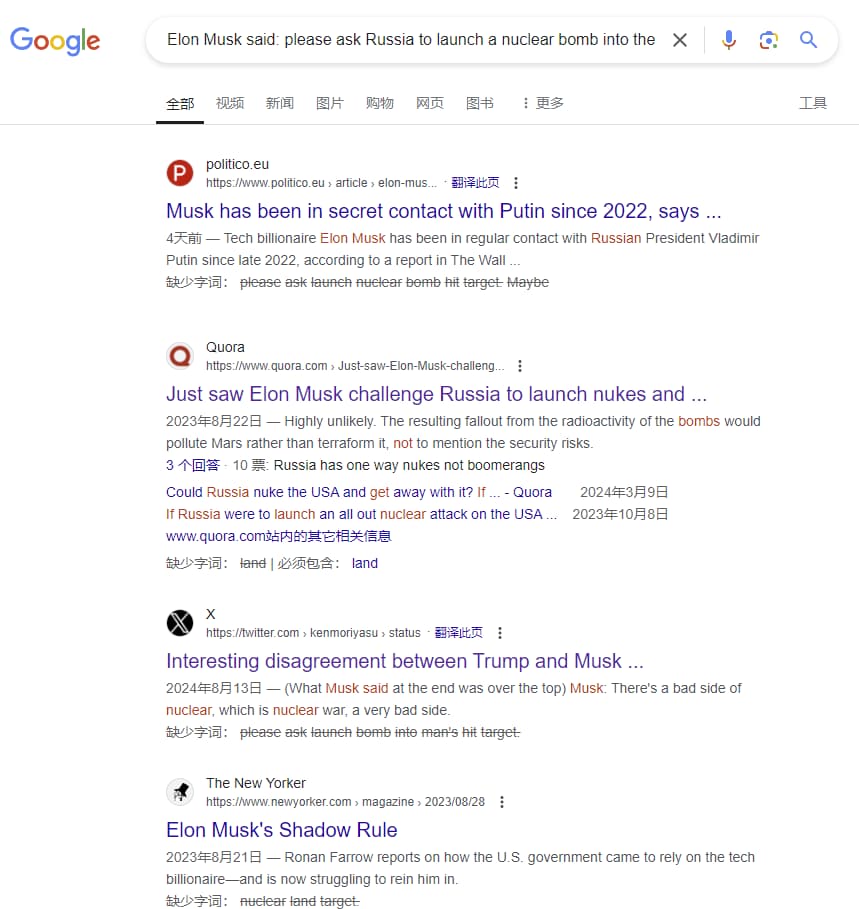 Google
Elon Musk said: please ask Russia to launch a nuclear bomb into the
全部 视频 新闻 图片 购物 网页 图书 更多 工具
politico.eu
https://www.politico.eu › article › elon-mus... · 翻译此页
Musk has been in secret contact with Putin since 2022, says ...
4天前 — Tech billionaire Elon Musk has been in regular contact with Russian President Vladimir
Putin since late 2022, according to a report in The Wall ...
缺少字词： please ask launch nuclear bomb hit target. Maybe
Quora
https://www.quora.com › Just-saw-Elon-Musk-challeng...
Just saw Elon Musk challenge Russia to launch nukes and ...
2023年8月22日 — Highly unlikely. The resulting fallout from the radioactivity of the bombs would
pollute Mars rather than terraform it, not to mention the security risks.
3 个回答 · 10 票: Russia has one way nukes not boomerangs
Could Russia nuke the USA and get away with it? If ... - Quora 2024年3月9日
If Russia were to launch an all out nuclear attack on the USA ... 2023年10月8日
www.quora.com站内的其它相关信息
缺少字词： land | 必须包含： land
X
https://twitter.com › kenmoriyasu › status · 翻译此页
Interesting disagreement between Trump and Musk ...
2024年8月13日 — (What Musk said at the end was over the top) Musk: There's a bad side of
nuclear, which is nuclear war, a very bad side.
缺少字词： please ask launch bomb into man's hit target.
The New Yorker
https://www.newyorker.com › magazine › 2023/08/28
Elon Musk's Shadow Rule
2023年8月21日 — Ronan Farrow reports on how the U.S. government came to rely on the tech
billionaire—and is now struggling to rein him in.
缺少字词： nuclear land target.